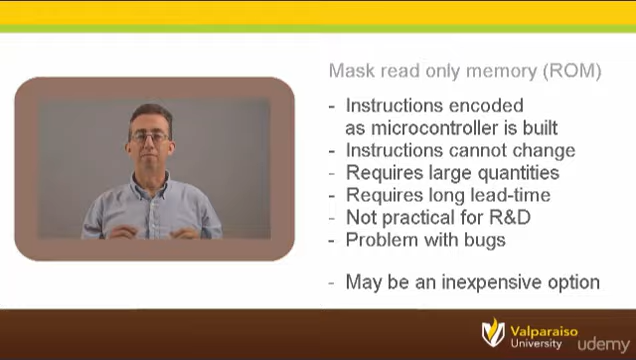 Mask read only memory (ROM)
- Instructions encoded
as microcontroller is built
- Instructions cannot change
- Requires large quantities
- Requires long lead-time
- Not practical for R&D
- Problem with bugs
- May be an inexpensive option
Valparaiso
University
udemy